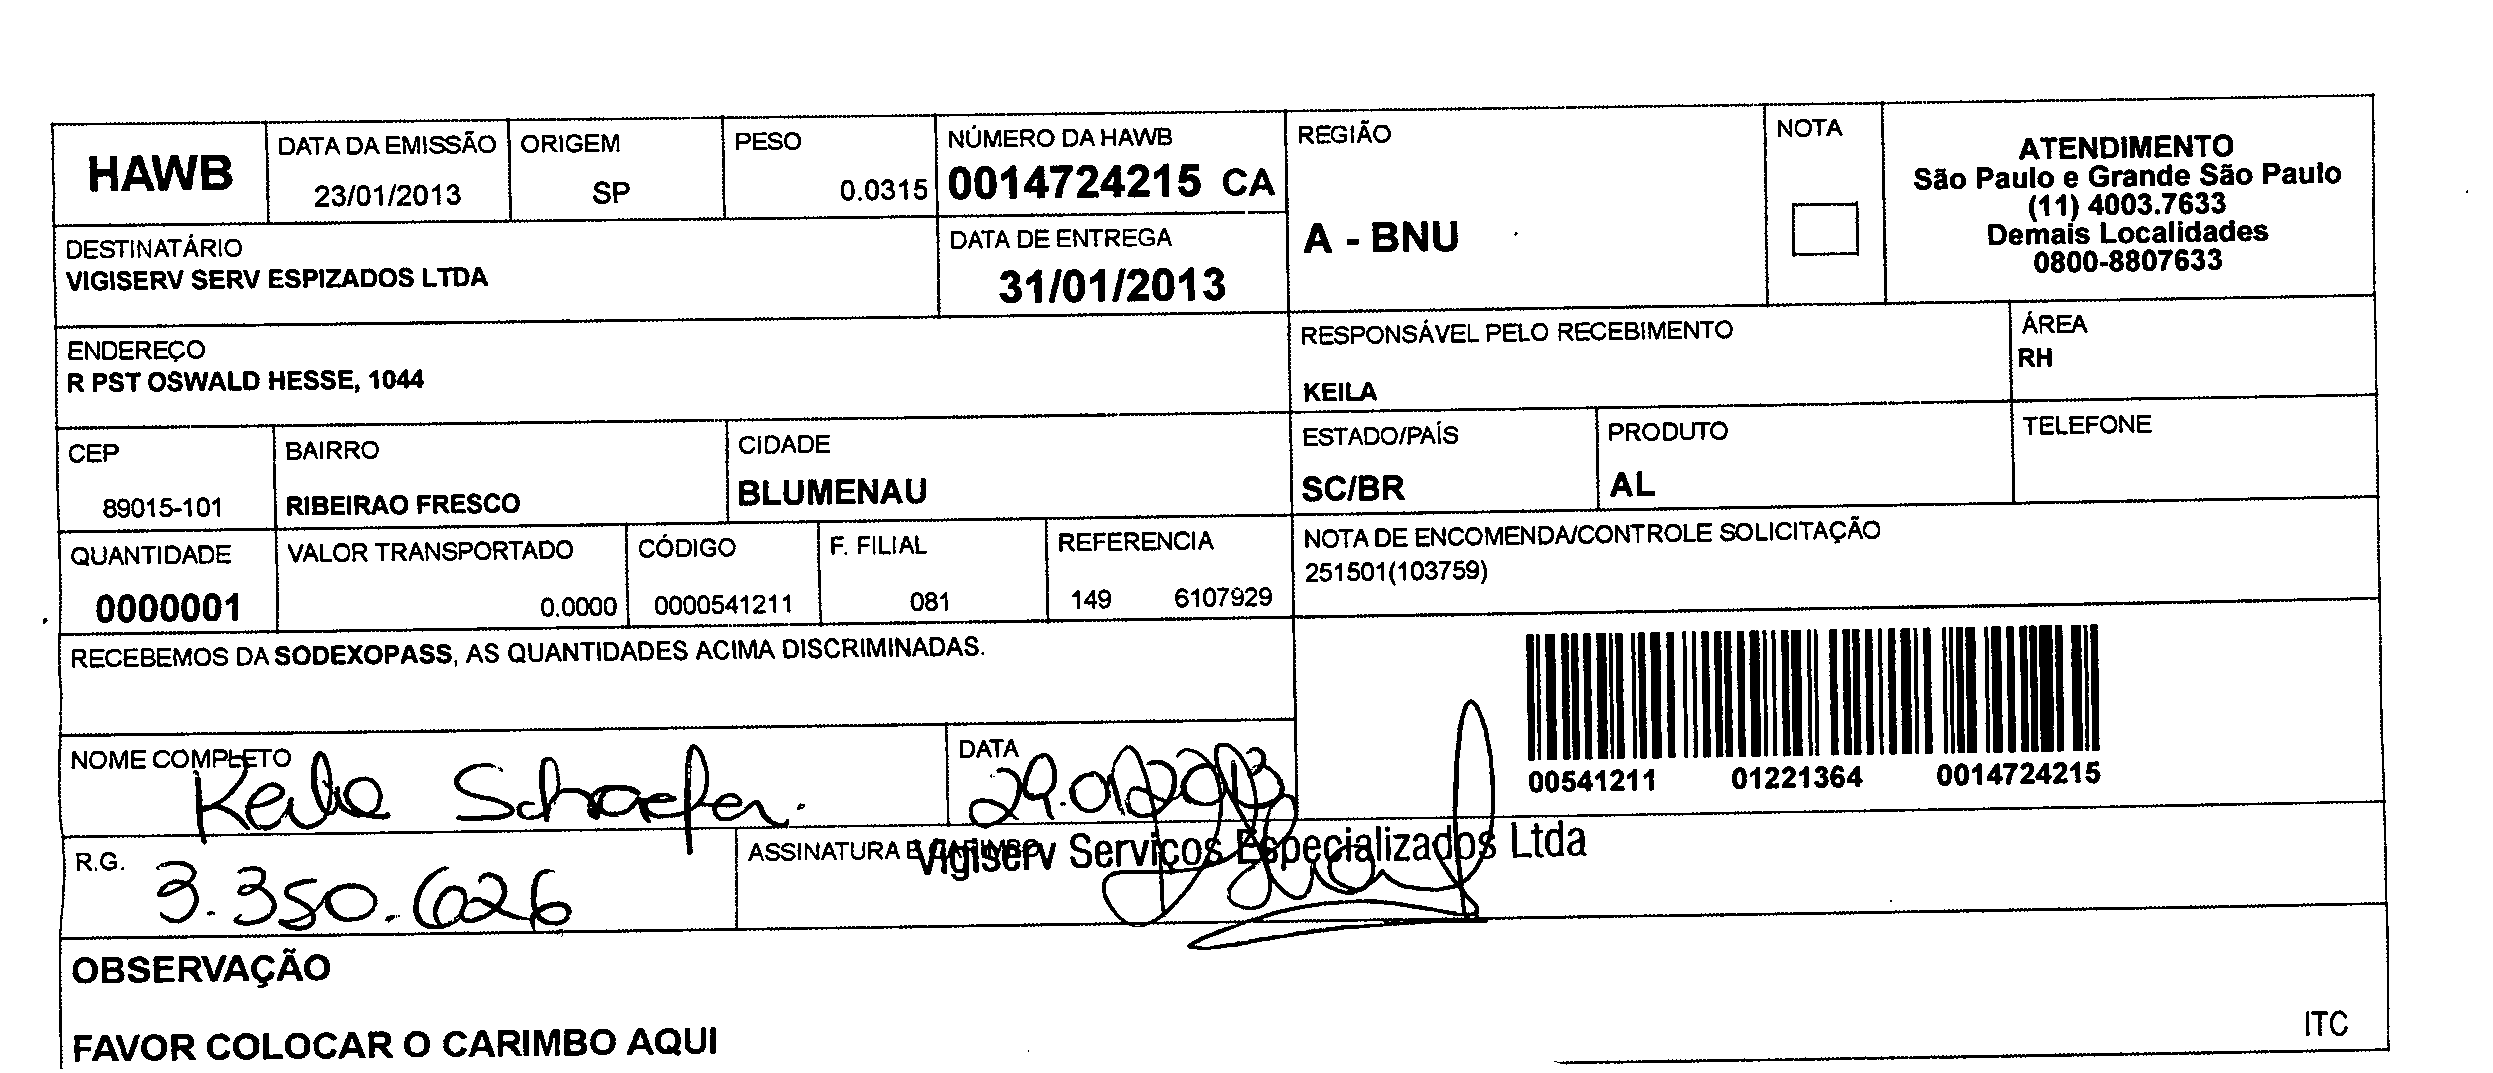 HAWB
DATA DA EMISSÃO
23/01/2013
ORIGEM
SP
PESO
0.0315
NÚMERO DA HAWB
0014724215 CA
REGIÃO
A - BNU
NOTA
ATENDIMENTO
São Paulo e Grande São Paulo
(11) 4003.7633
Demais Localidades
0800-8807633
DESTINATÁRIO
VIGISERV SERV ESPIZADOS LTDA
DATA DE ENTREGA
31/01/2013
ENDEREÇO
R PST OSWALD HESSE, 1044
RESPONSÁVEL PELO RECEBIMENTO
KEILA
ÁREA
RH
CEP
89015-101
BAIRRO
RIBEIRAO FRESCO
CIDADE
BLUMENAU
ESTADO/PAÍS
SC/BR
PRODUTO
AL
TELEFONE
QUANTIDADE
0000001
VALOR TRANSPORTADO
0.0000
CÓDIGO
0000541211
F. FILIAL
081
REFERENCIA
149 6107929
NOTA DE ENCOMENDA/CONTROLE SOLICITAÇÃO
251501(103759)
RECEBEMOS DA SODEXOPASS, AS QUANTIDADES ACIMA DISCRIMINADAS.
00541211 01221364 0014724215
NOME COMPLETO
Keila Schaefer.
DATA
29.01.2013
R.G.
3.350.626
ASSINATURA E CARIMBO
Vigiserv Serviços Especializados Ltda
OBSERVAÇÃO
FAVOR COLOCAR O CARIMBO AQUI
ITC